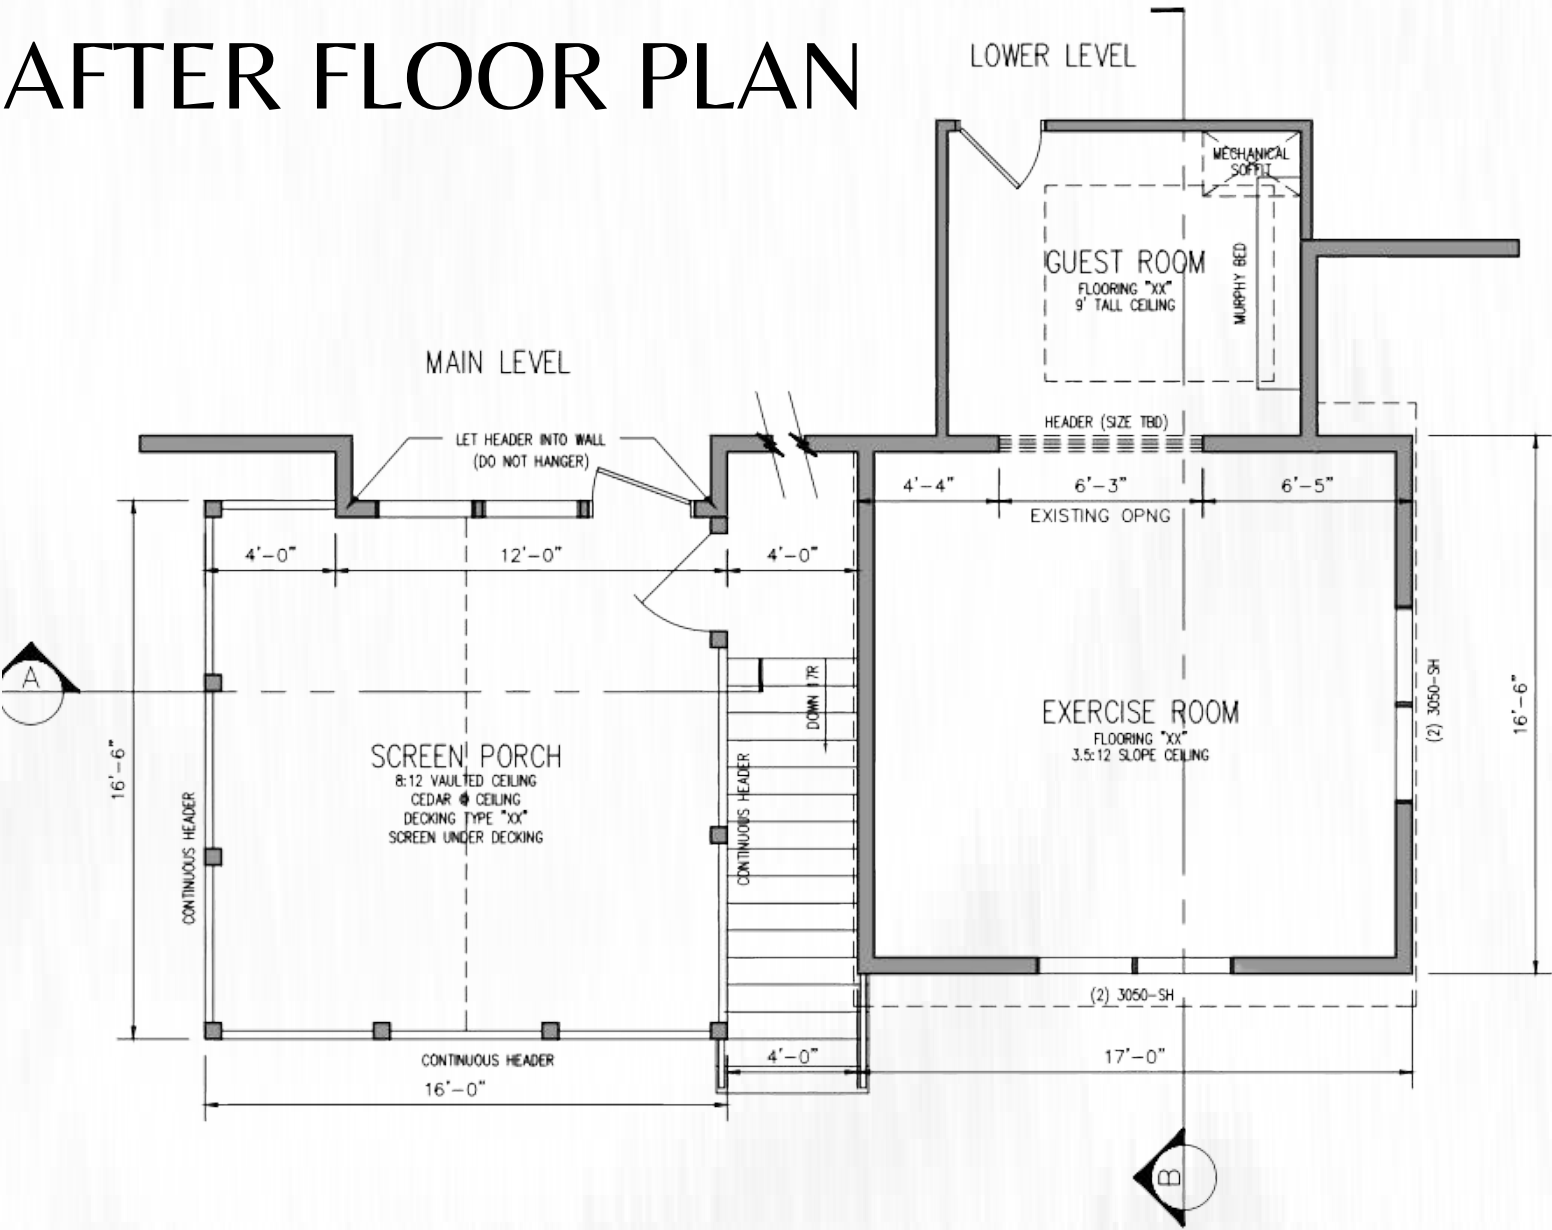 AFTER FLOOR PLAN
LOWER LEVEL
MECHANICAL
SOFFIT
GUEST ROOM
FLOORING "XX"
9' TALL CEILING
MURPHY BED
MAIN LEVEL
LET HEADER INTO WALL
(DO NOT HANGER)
HEADER (SIZE TBD)
4'-4"
6'-3"
6'-5"
EXISTING OPNG
4'-0"
12'-0"
4'-0"
A
DOWN 17R
EXERCISE ROOM
FLOORING "XX"
3.5:12 SLOPE CEILING
(2) 3050-SH
16'-6"
16'-6"
SCREEN PORCH
8:12 VAULTED CEILING
CEDAR @ CEILING
DECKING TYPE "XX"
SCREEN UNDER DECKING
CONTINUOUS HEADER
CONTINUOUS HEADER
(2) 3050-SH
CONTINUOUS HEADER
4'-0"
17'-0"
16'-0"
B